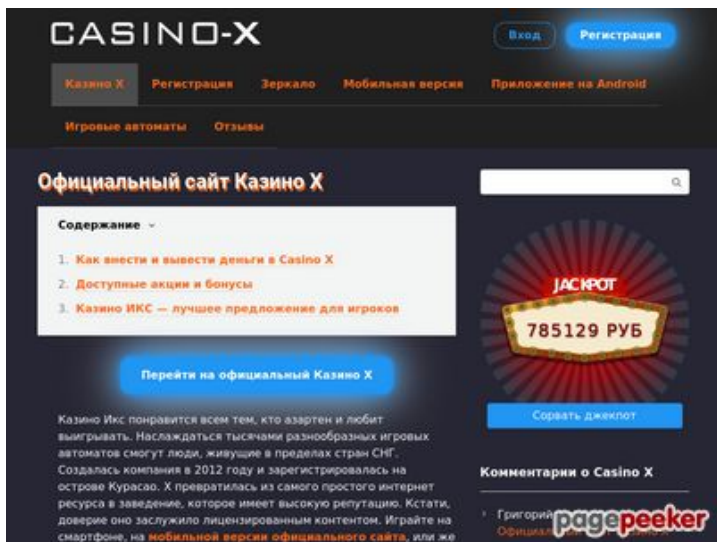 CASINO-X
Вход
Регистрация
Казино X
Регистрация
Зеркало
Мобильная версия
Приложение на Android
Игровые автоматы
Отзывы
Официальный сайт Казино X
Содержание
1. Как внести и вывести деньги в Casino X
2. Доступные акции и бонусы
3. Казино ИКС — лучшее предложение для игроков
Перейти на официальный Казино X
Казино Икс понравится всем тем, кто азартен и любит
выигрывать. Наслаждаться тысячами разнообразных игровых
автоматов смогут люди, живущие в пределах стран СНГ.
Создалась компания в 2012 году и зарегистрировалась на
острове Курасао. X превратилась из самого простого интернет
ресурса в заведение, которое имеет высокую репутацию. Кстати,
доверие оно заслужило лицензированным контентом. Играйте на
смартфоне, на мобильной версии официального сайта, или же
JACKPOT
785129 РУБ
Сорвать джекпот
Комментарии о Casino X
Григорий
pagepeeker